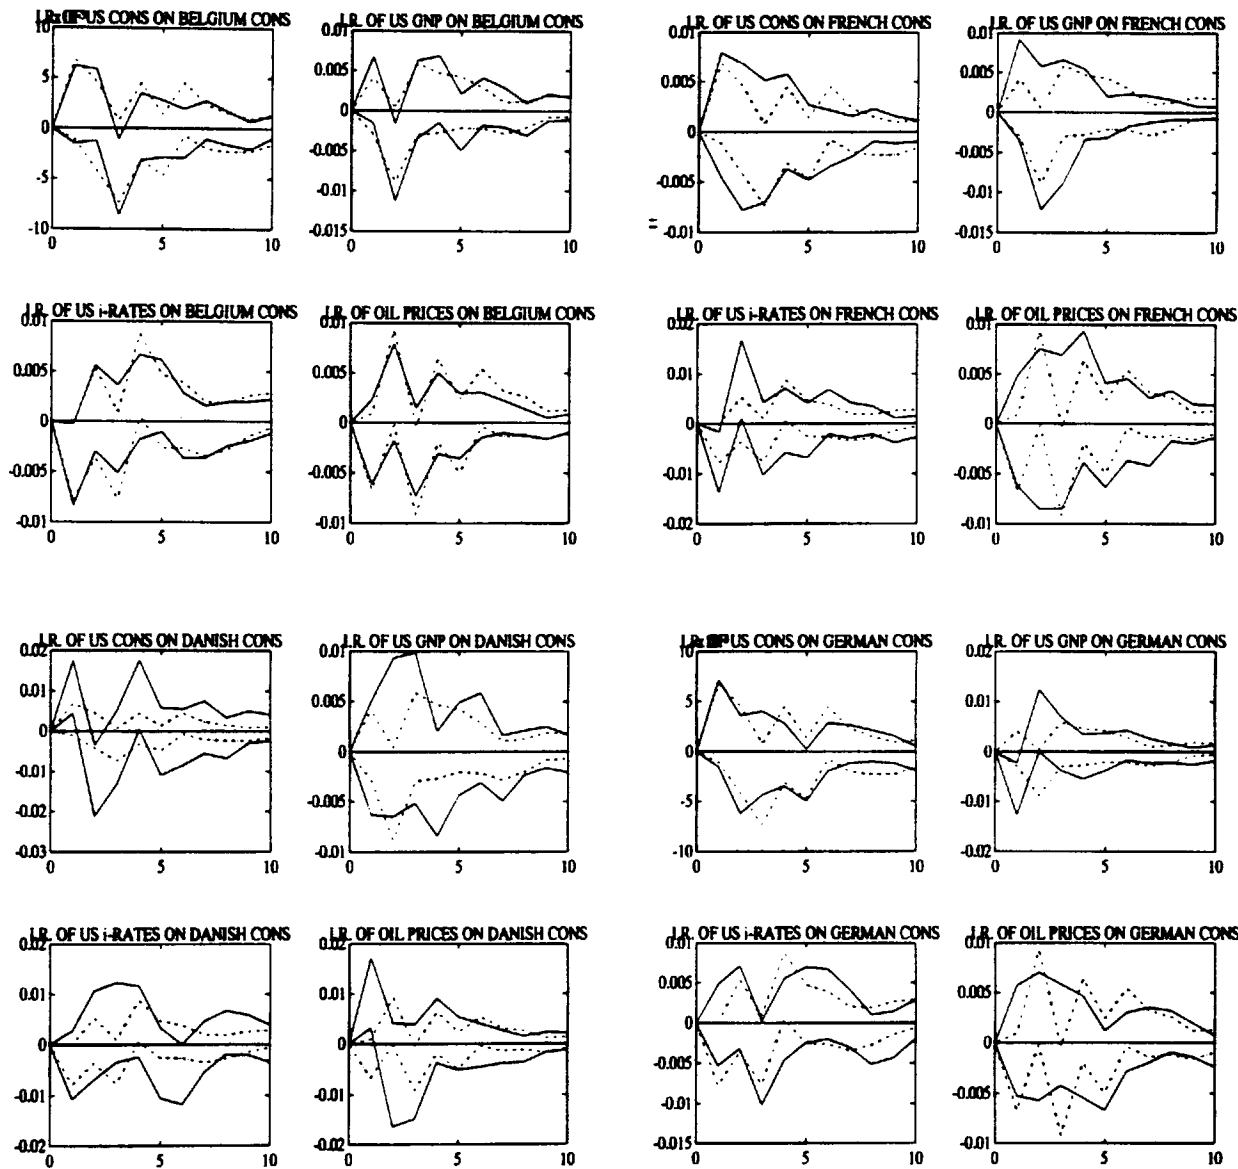 I.R. OF US CONS ON BELGIUM CONS
10
5
0
-5
-10
0 5 10
I.R. OF US GNP ON BELGIUM CONS
0.01
0.005
0
-0.005
-0.01
-0.015
0 5 10
I.R. OF US CONS ON FRENCH CONS
0.01
0.005
0
-0.005
-0.01
0 5 10
I.R. OF US GNP ON FRENCH CONS
0.01
0.005
0
-0.005
-0.01
-0.015
0 5 10
I.R. OF US i-RATES ON BELGIUM CONS
0.01
0.005
0
-0.005
-0.01
0 5 10
I.R. OF OIL PRICES ON BELGIUM CONS
0.01
0.005
0
-0.005
-0.01
0 5 10
I.R. OF US i-RATES ON FRENCH CONS
0.02
0.01
0
-0.01
-0.02
0 5 10
I.R. OF OIL PRICES ON FRENCH CONS
0.01
0.005
0
-0.005
-0.01
0 5 10
I.R. OF US CONS ON DANISH CONS
0.02
0.01
0
-0.01
-0.02
-0.03
0 5 10
I.R. OF US GNP ON DANISH CONS
0.01
0.005
0
-0.005
-0.01
0 5 10
US CONS ON GERMAN CONS
10
5
0
-5
-10
0 5 10
I.R. OF US GNP ON GERMAN CONS
0.02
0.01
0
-0.01
-0.02
0 5 10
I.R. OF US i-RATES ON DANISH CONS
0.02
0.01
0
-0.01
-0.02
0 5 10
I.R. OF OIL PRICES ON DANISH CONS
0.02
0.01
0
-0.01
-0.02
0 5 10
I.R. OF US i-RATES ON GERMAN CONS
0.01
0.005
0
-0.005
-0.01
-0.015
0 5 10
I.R. OF OIL PRICES ON GERMAN CONS
0.01
0.005
0
-0.005
-0.01
0 5 10